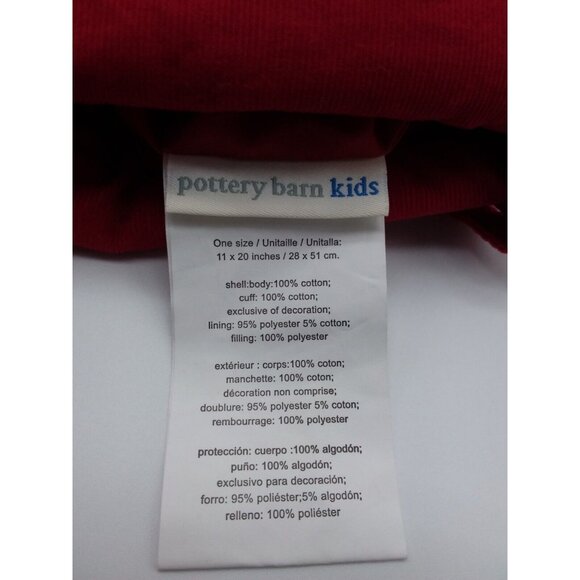 pottery barn kids
One size / Unitaille / Unitalla:
11 x 20 inches / 28 x 51 cm.
shell:body:100% cotton;
cuff: 100% cotton;
exclusive of decoration;
lining: 95% polyester 5% cotton;
filling: 100% polyester
extérieur : corps:100% coton;
manchette: 100% coton;
décoration non comprise;
doublure: 95% polyester 5% coton;
rembourrage: 100% polyester
protección: cuerpo :100% algodón;
puño: 100% algodón;
exclusivo para decoración;
forro: 95% poliéster;5% algodón;
relleno: 100% poliéster